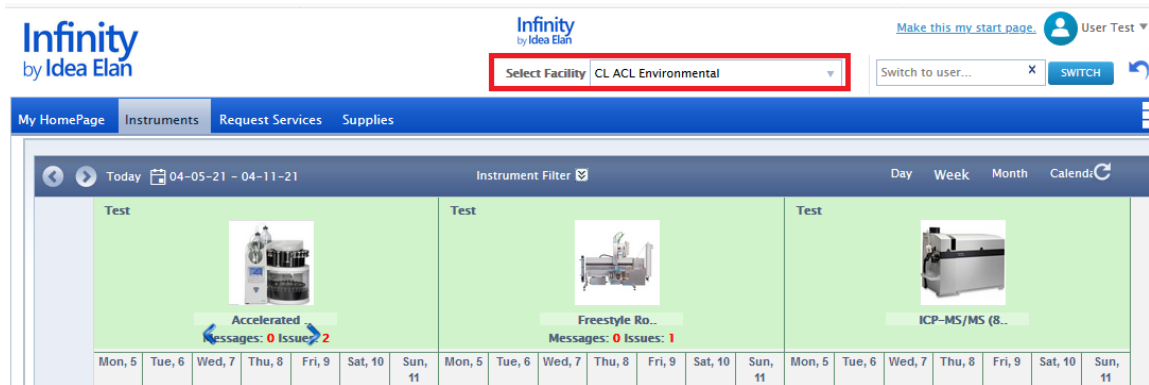 Infinity
by Idea Elan
Infinity
by Idea Elan
Make this my start page.
User Test
Select Facility CL ACL Environmental
Switch to user... x SWITCH
My HomePage Instruments Request Services Supplies
Today 04-05-21 - 04-11-21 Instrument Filter Day Week Month
Test Test Test
Accelerated Freestyle Ro.. ICP-MS/MS (8..
Messages: 0 Issues: 2 Messages: 0 Issues: 1
Mon, 5 Tue, 6 Wed, 7 Thu, 8 Fri, 9 Sat, 10 Sun, 11 Mon, 5 Tue, 6 Wed, 7 Thu, 8 Fri, 9 Sat, 10 Sun, 11 Mon, 5 Tue, 6 Wed, 7 Thu, 8 Fri, 9 Sat, 10 Sun, 11